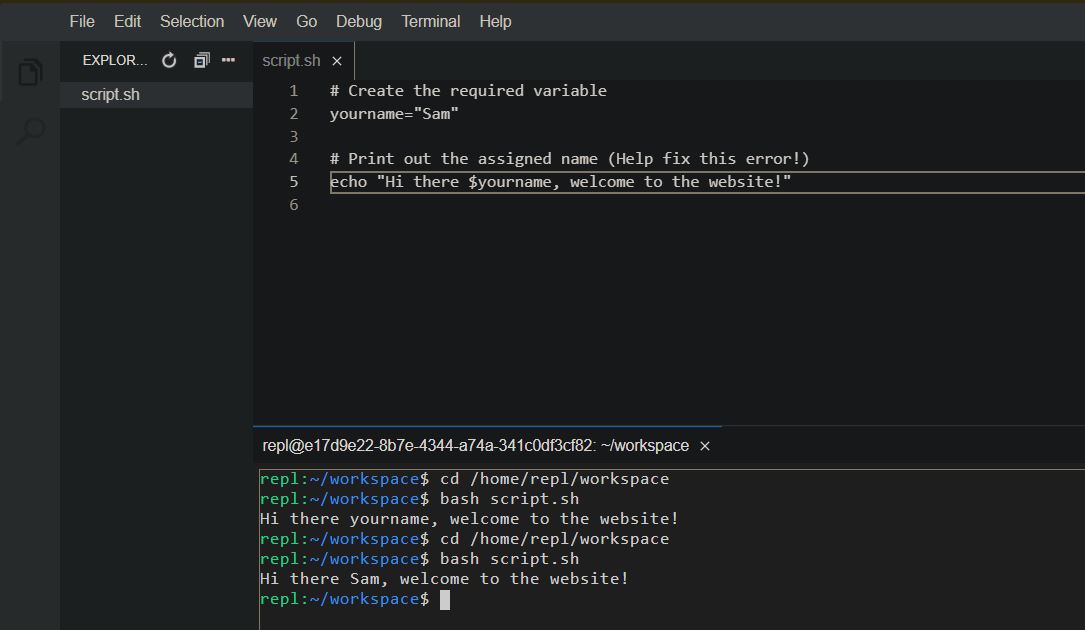 File Edit Selection View Go Debug Terminal Help
EXPLOR...
script.sh
script.sh ×
1 # Create the required variable
2 yourname="Sam"
3
4 # Print out the assigned name (Help fix this error!)
5 echo "Hi there $yourname, welcome to the website!"
6
repl@e17d9e22-8b7e-4344-a74a-341c0df3cf82: ~/workspace ×
repl:~/workspace$ cd /home/repl/workspace
repl:~/workspace$ bash script.sh
Hi there yourname, welcome to the website!
repl:~/workspace$ cd /home/repl/workspace
repl:~/workspace$ bash script.sh
Hi there Sam, welcome to the website!
repl:~/workspace$